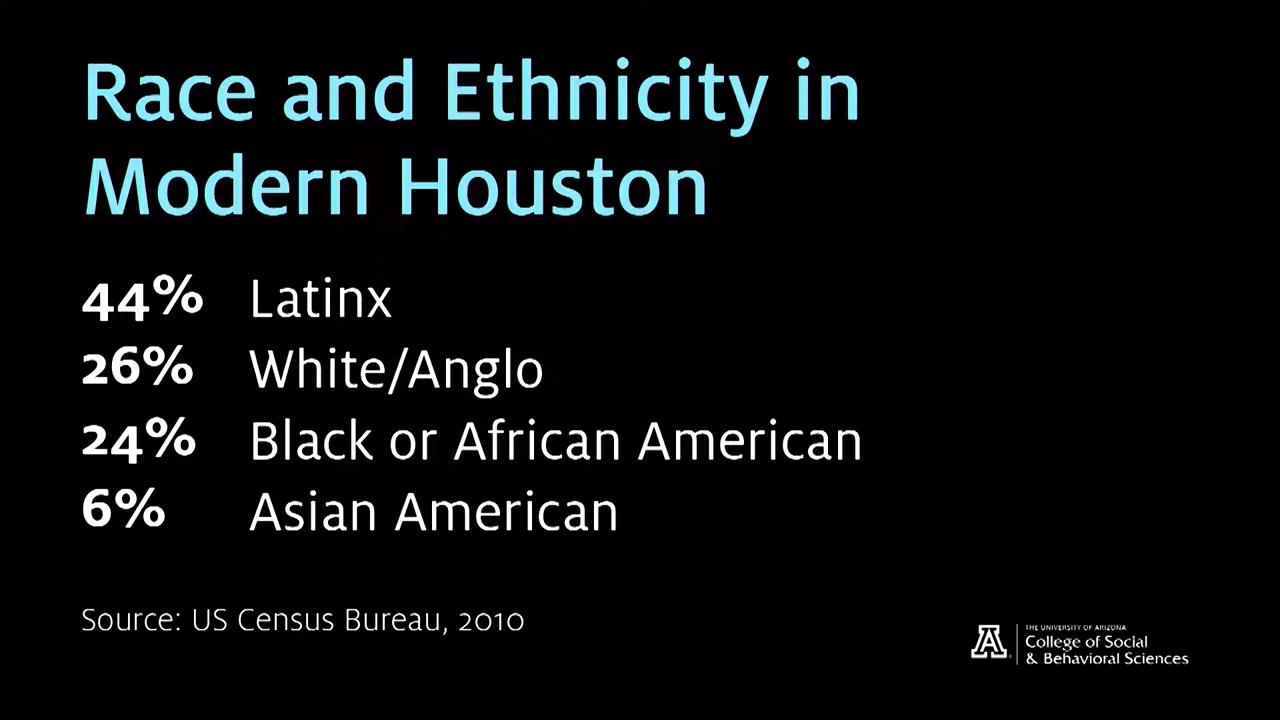 Race and Ethnicity in
Modern Houston
44% Latinx
26% White/Anglo
24% Black or African American
6% Asian American
Source: US Census Bureau, 2010
THE UNIVERSITY OF ARIZONA
College of Social
& Behavioral Sciences